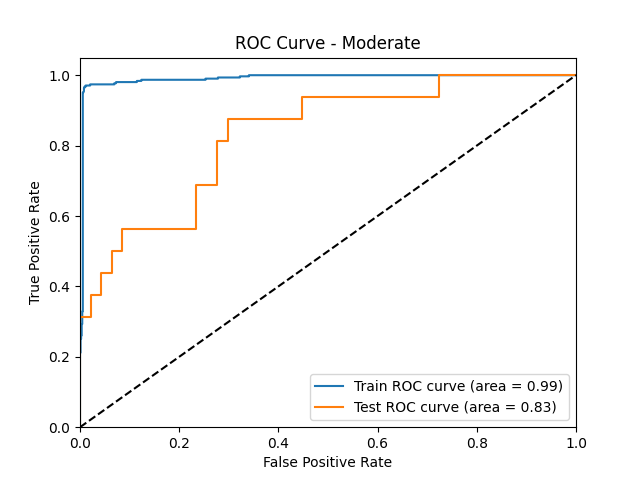 ROC Curve - Moderate
True Positive Rate
1.0
0.8
0.6
0.4
0.2
0.0
Train ROC curve (area = 0.99)
Test ROC curve (area = 0.83)
0.0 0.2 0.4 0.6 0.8 1.0
False Positive Rate